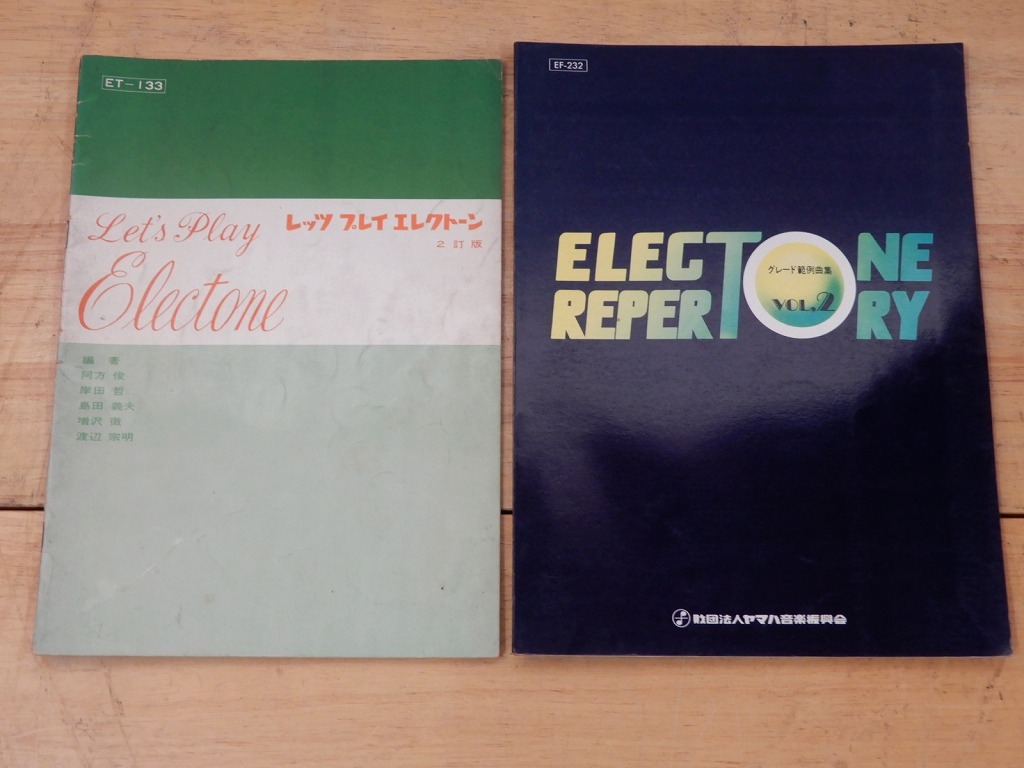 ET-133
Let's Play
レッツ プレイ エレクトーン
2訂版
Electone
編 著
阿方 俊
岸田 哲
島田 義夫
増沢 徹
渡辺 宗明
EF-232
ELECTONE
REPERTORY
グレード範例曲集
VOL.2
社団法人ヤマハ音楽振興会